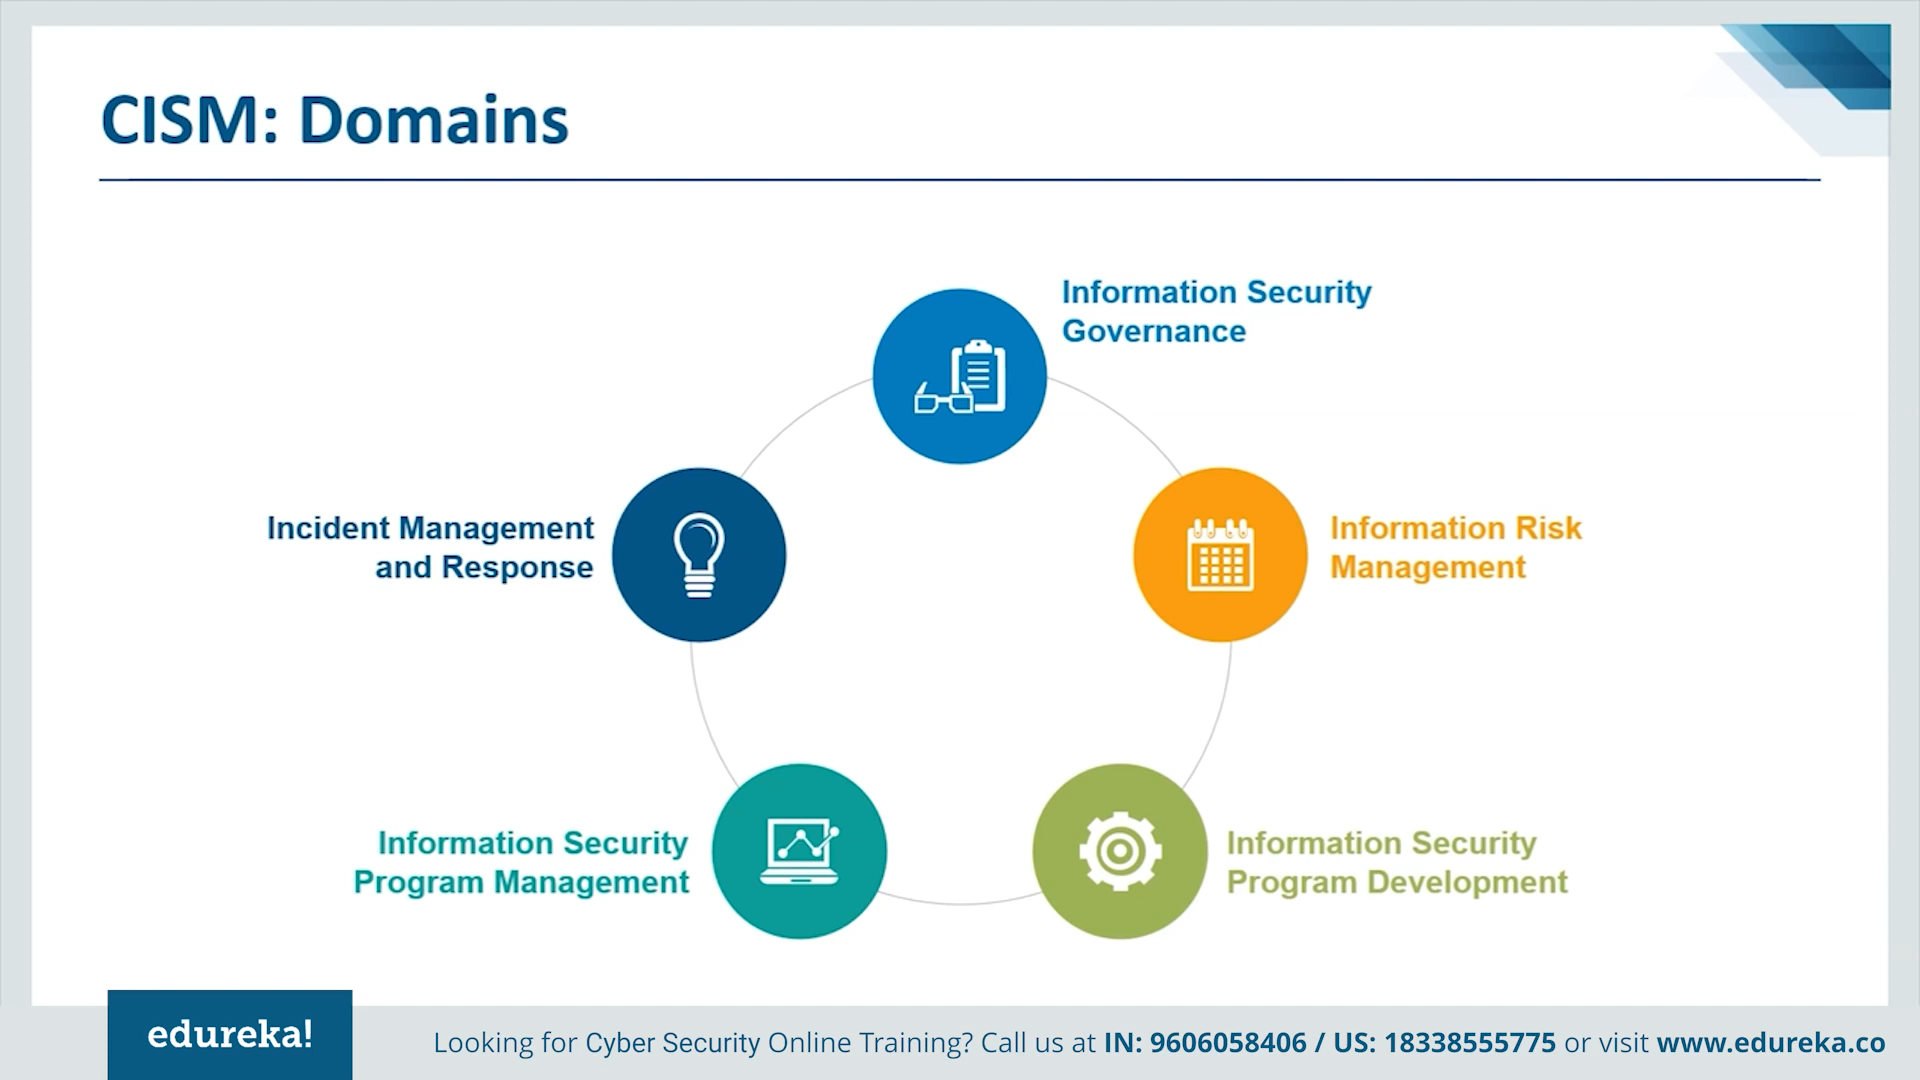 CISM: Domains
Information Security
Governance
Incident Management
and Response
Information Risk
Management
Information Security
Program Management
Information Security
Program Development
edureka!
Looking for Cyber Security Online Training? Call us at IN: 9606058406 / US: 18338555775 or visit www.edureka.co